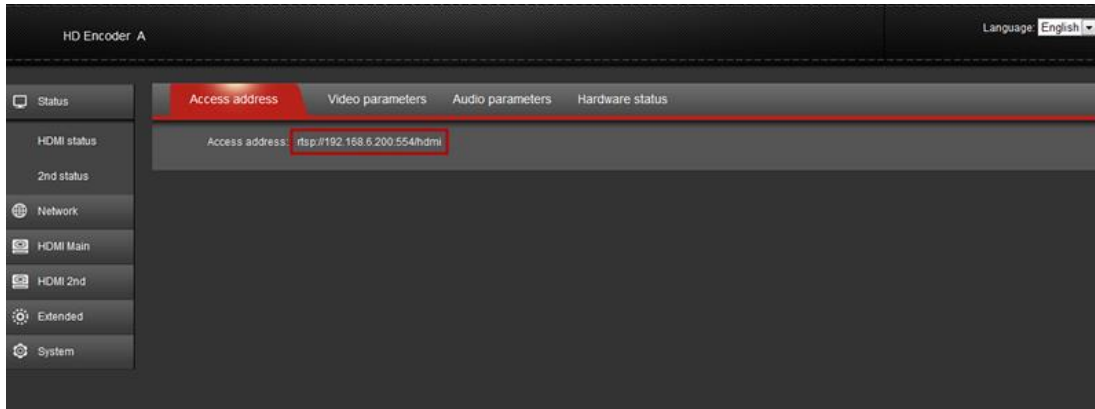 HD Encoder A
Language: English
Status
HDMI status
2nd status
Network
HDMI Main
HDMI 2nd
Extended
System
Access address Video parameters Audio parameters Hardware status
Access address: rtsp://192.168.6.200:554/hdmi